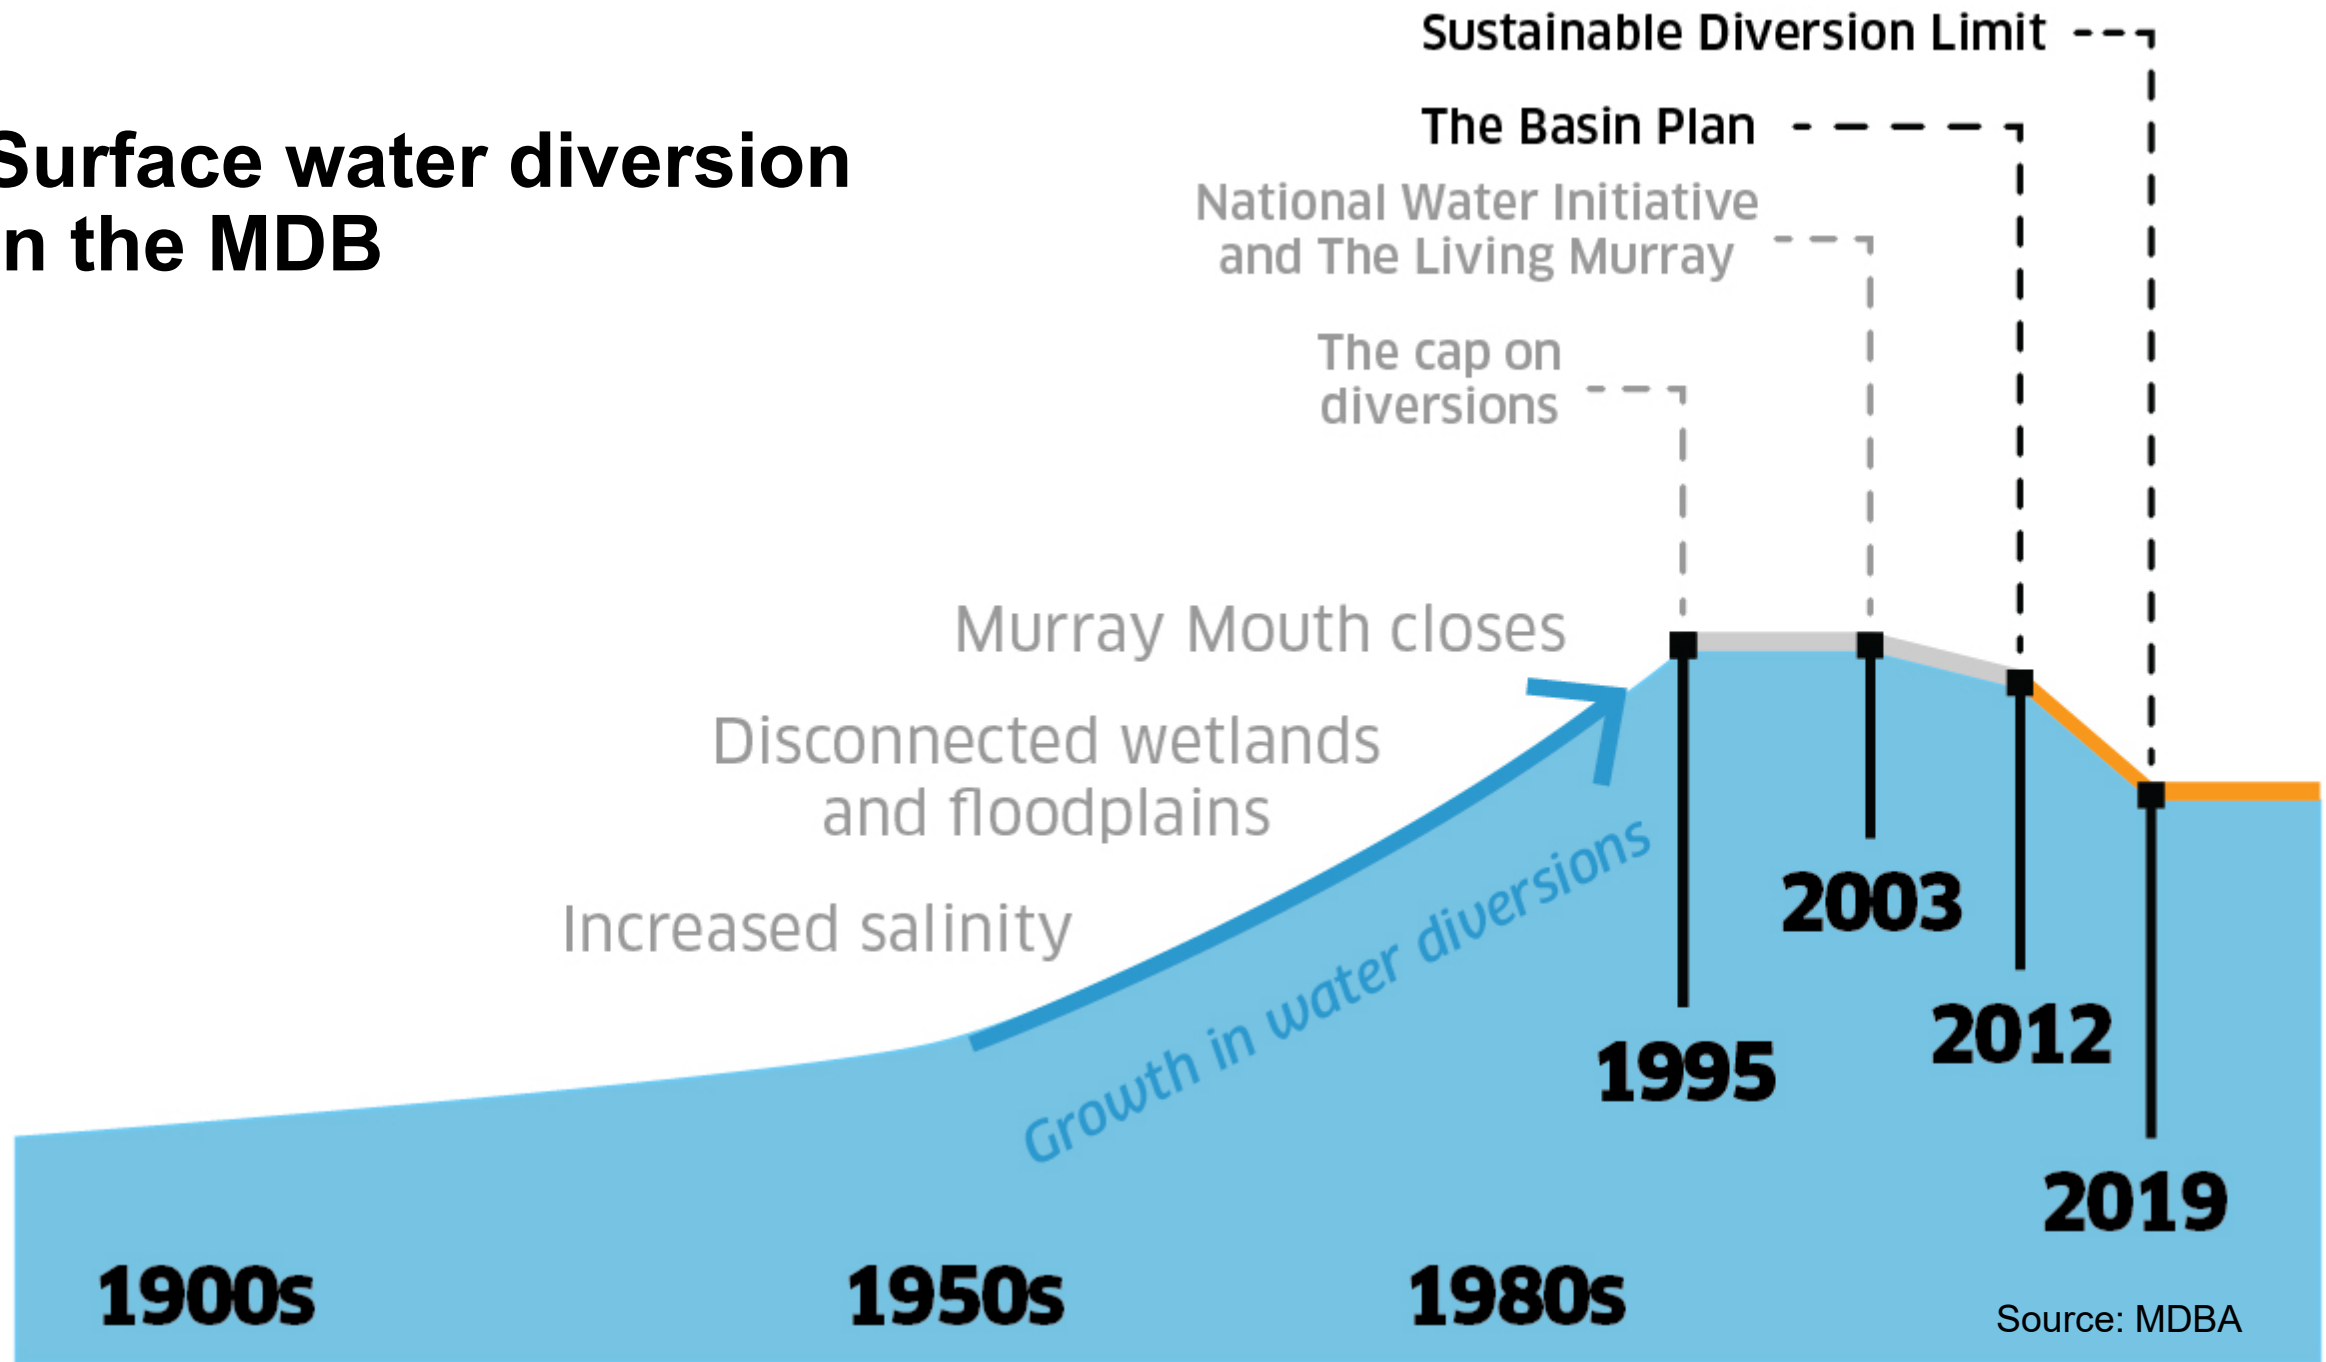 Sustainable Diversion Limit
The Basin Plan
Surface water diversion
in the MDB
National Water Initiative
and The Living Murray
The cap on
diversions
Murray Mouth closes
Disconnected wetlands
and floodplains
Increased salinity
Growth in water diversions
2003
2012
1995
2019
1900s
1950s
1980s
Source: MDBA